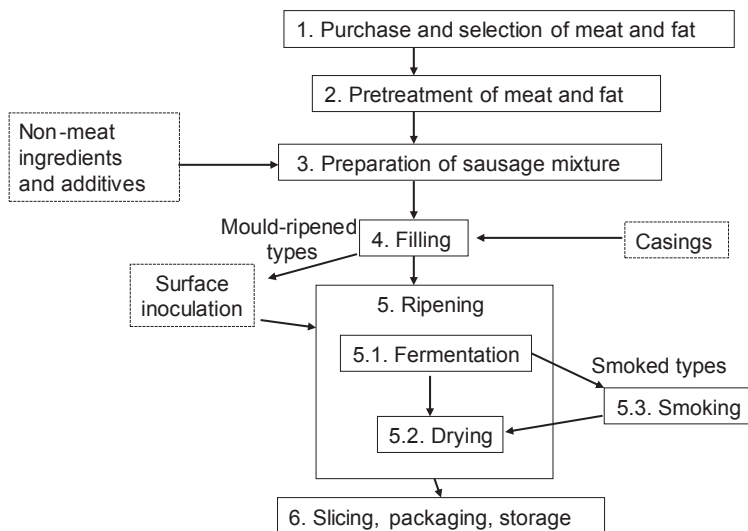 1. Purchase and selection of meat and fat
2. Pretreatment of meat and fat
Non-meat
ingredients
and additives
3. Preparation of sausage mixture
Mould-ripened
types
4. Filling
Casings
Surface
inoculation
5. Ripening
5.1. Fermentation
Smoked types
5.3. Smoking
5.2. Drying
6. Slicing, packaging, storage